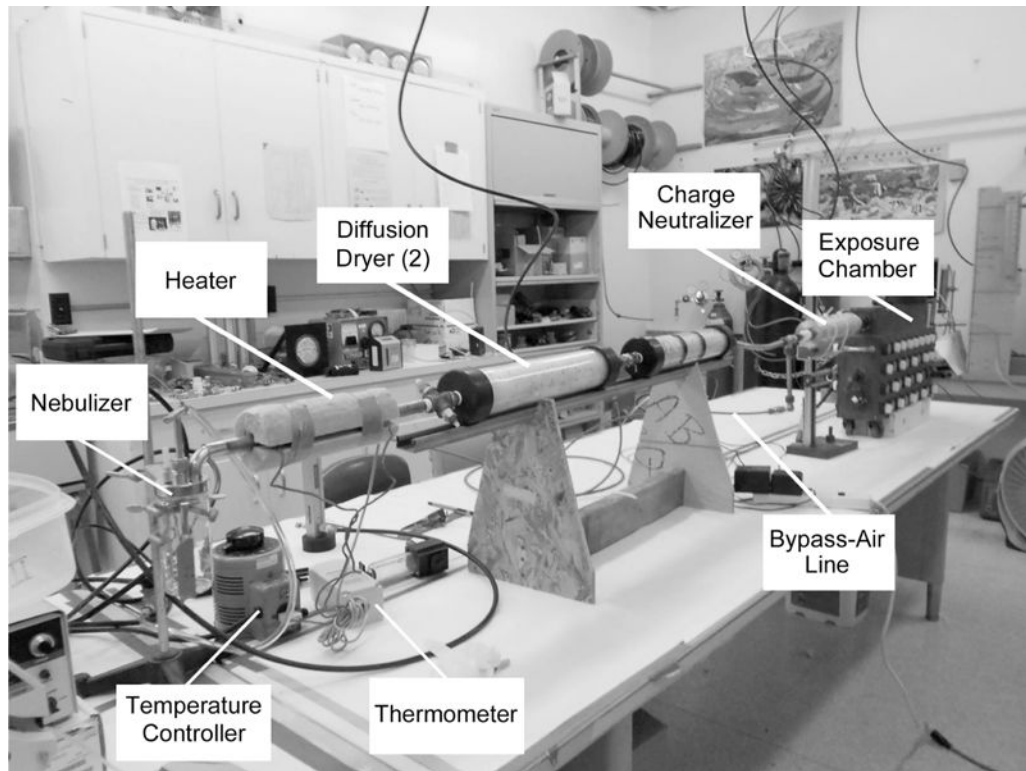 Charge
Neutralizer
Diffusion
Dryer (2)
Exposure
Chamber
Heater
Nebulizer
Bypass-Air
Line
Temperature
Controller
Thermometer